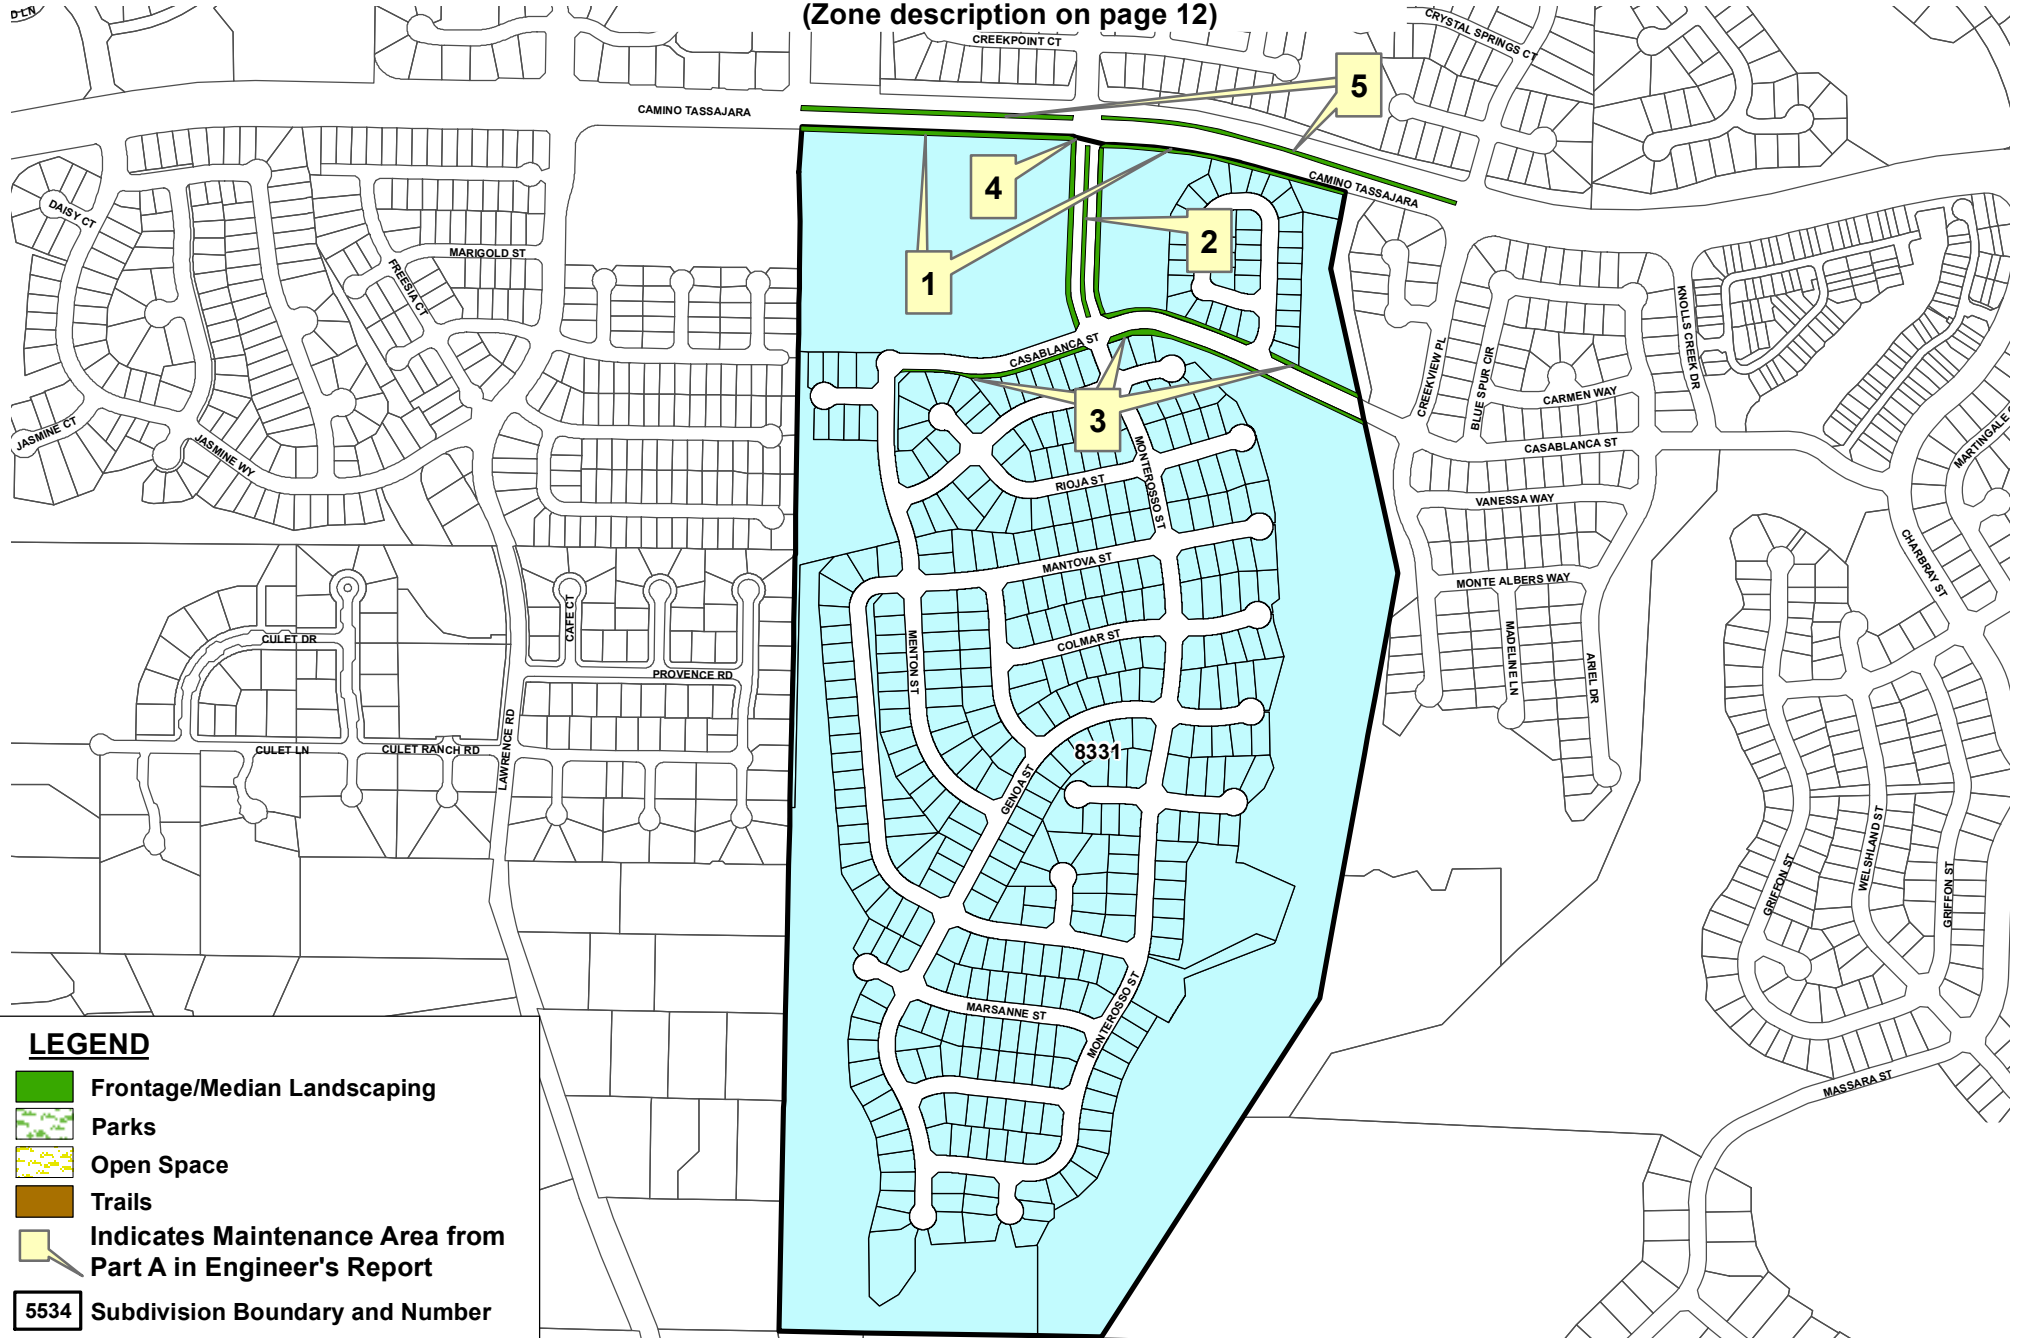 (Zone description on page 12)
D LN
CREEKPOINT CT
CRYSTAL SPRINGS CT
CAMINO TASSAJARA
5
4
CAMINO TASSAJARA
DAISY CT
2
MARIGOLD ST
FREESIA CT
1
KNOLLS CREEK DR
CASABLANCA ST
CREEKVIEW PL
BLUE SPUR CIR
CARMEN WAY
3
JASMINE CT
JASMINE WY
MONTEROSSO ST
CASABLANCA ST
MARTINGALE
RIOJA ST
VANESSA WAY
MANTOVA ST
CHARBRAY ST
MONTE ALBERS WAY
CAFE CT
CULET DR
COLMAR ST
MENTON ST
MADELINE LN
ARIEL DR
PROVENCE RD
8331
CULET LN
CULET RANCH RD
LAWRENCE RD
GENOA ST
WELSHLAND ST
GRIFFON ST
GRIFFON ST
MARSANNE ST
MONTEROSSO ST
MASSARA ST
LEGEND
Frontage/Median Landscaping
Parks
Open Space
Trails
Indicates Maintenance Area from
Part A in Engineer's Report
5534 Subdivision Boundary and Number